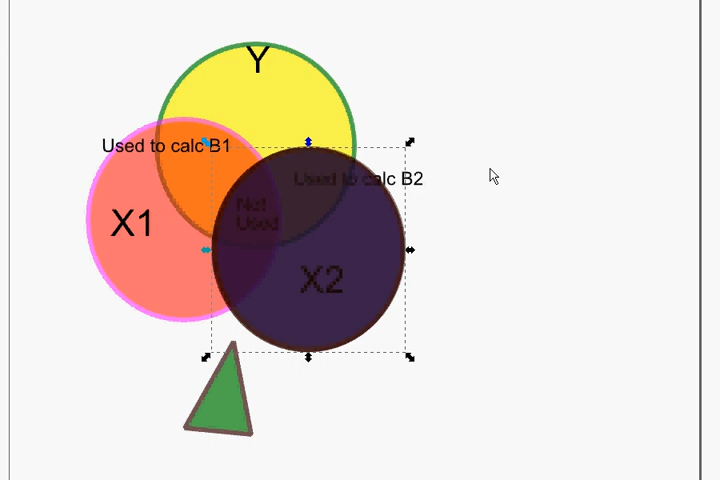 Y
Used to calc B1
Used to calc B2
Not
Used
X1
X2